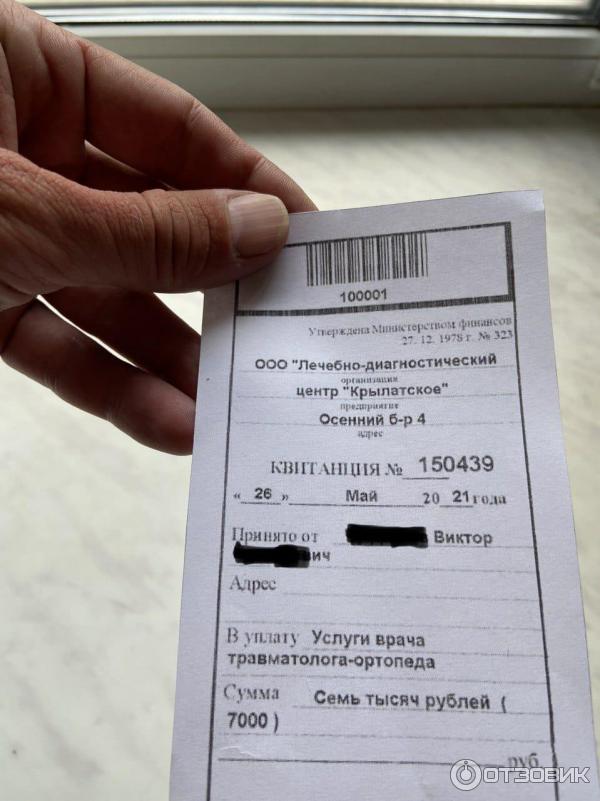 100001
Утверждена Министерством финансов
27. 12. 1978 г. № 323
ООО "Лечебно-диагностический
организация
центр "Крылатское"
предприятие
Осенний б-р 4
адрес
КВИТАНЦИЯ № 150439
« 26 » Май 20 21 года
Принято от Виктор
вич
Адрес
В уплату Услуги врача
травматолога-ортопеда
Сумма Семь тысяч рублей (
7000 )
руб
ОТЗОВИК